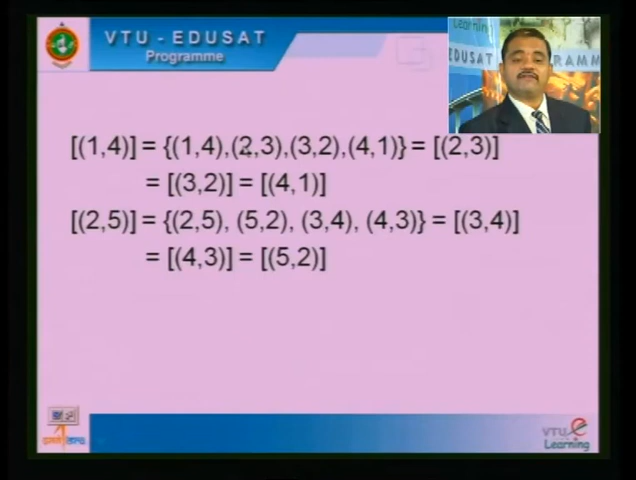 VTU - EDUSAT
Programme
Learning
EDUSAT
RAMM
[(1,4)] = {(1,4),(2,3),(3,2),(4,1)} = [(2,3)]
= [(3,2)] = [(4,1)]
[(2,5)] = {(2,5), (5,2), (3,4), (4,3)} = [(3,4)]
= [(4,3)] = [(5,2)]
VTU e
Learning